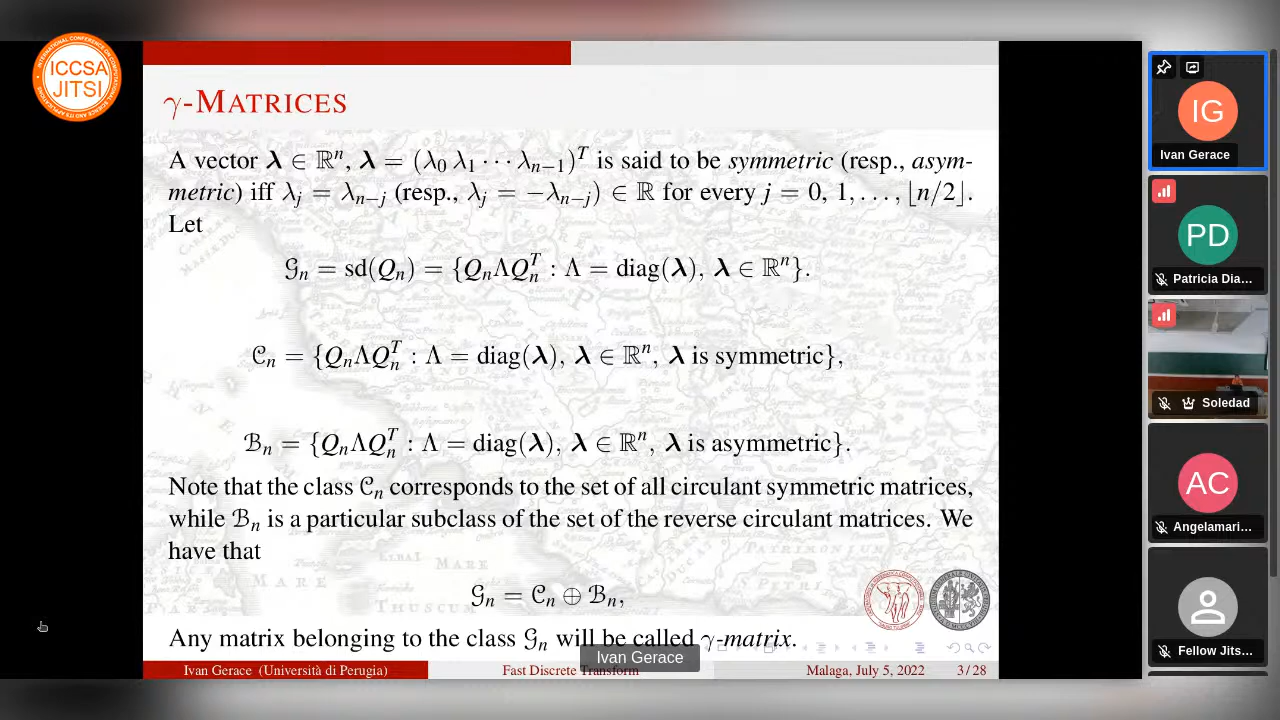 ICCSA
JITSI
γ-MATRICES
A vector λ ∈ ℝⁿ, λ = (λ₀ λ₁ ··· λₙ₋₁)ᵀ is said to be symmetric (resp., asym-
metric) iff λⱼ = λₙ₋ⱼ (resp., λⱼ = −λₙ₋ⱼ) ∈ ℝ for every j = 0, 1, . . . , ⌊n/2⌋.
Let
𝒢ₙ = sd(Qₙ) = {QₙΛQₙᵀ : Λ = diag(λ), λ ∈ ℝⁿ}.
𝒞ₙ = {QₙΛQₙᵀ : Λ = diag(λ), λ ∈ ℝⁿ, λ is symmetric},
ℬₙ = {QₙΛQₙᵀ : Λ = diag(λ), λ ∈ ℝⁿ, λ is asymmetric}.
Note that the class 𝒞ₙ corresponds to the set of all circulant symmetric matrices,
while ℬₙ is a particular subclass of the set of the reverse circulant matrices. We
have that
𝒢ₙ = 𝒞ₙ ⊕ ℬₙ,
Any matrix belonging to the class 𝒢ₙ will be called γ-matrix.
Ivan Gerace
Ivan Gerace (Università di Perugia)
Fast Discrete Transform
Malaga, July 5, 2022
3 / 28
IG
Ivan Gerace
PD
Patricia Dia...
Soledad
AC
Angelamari...
Fellow Jits...